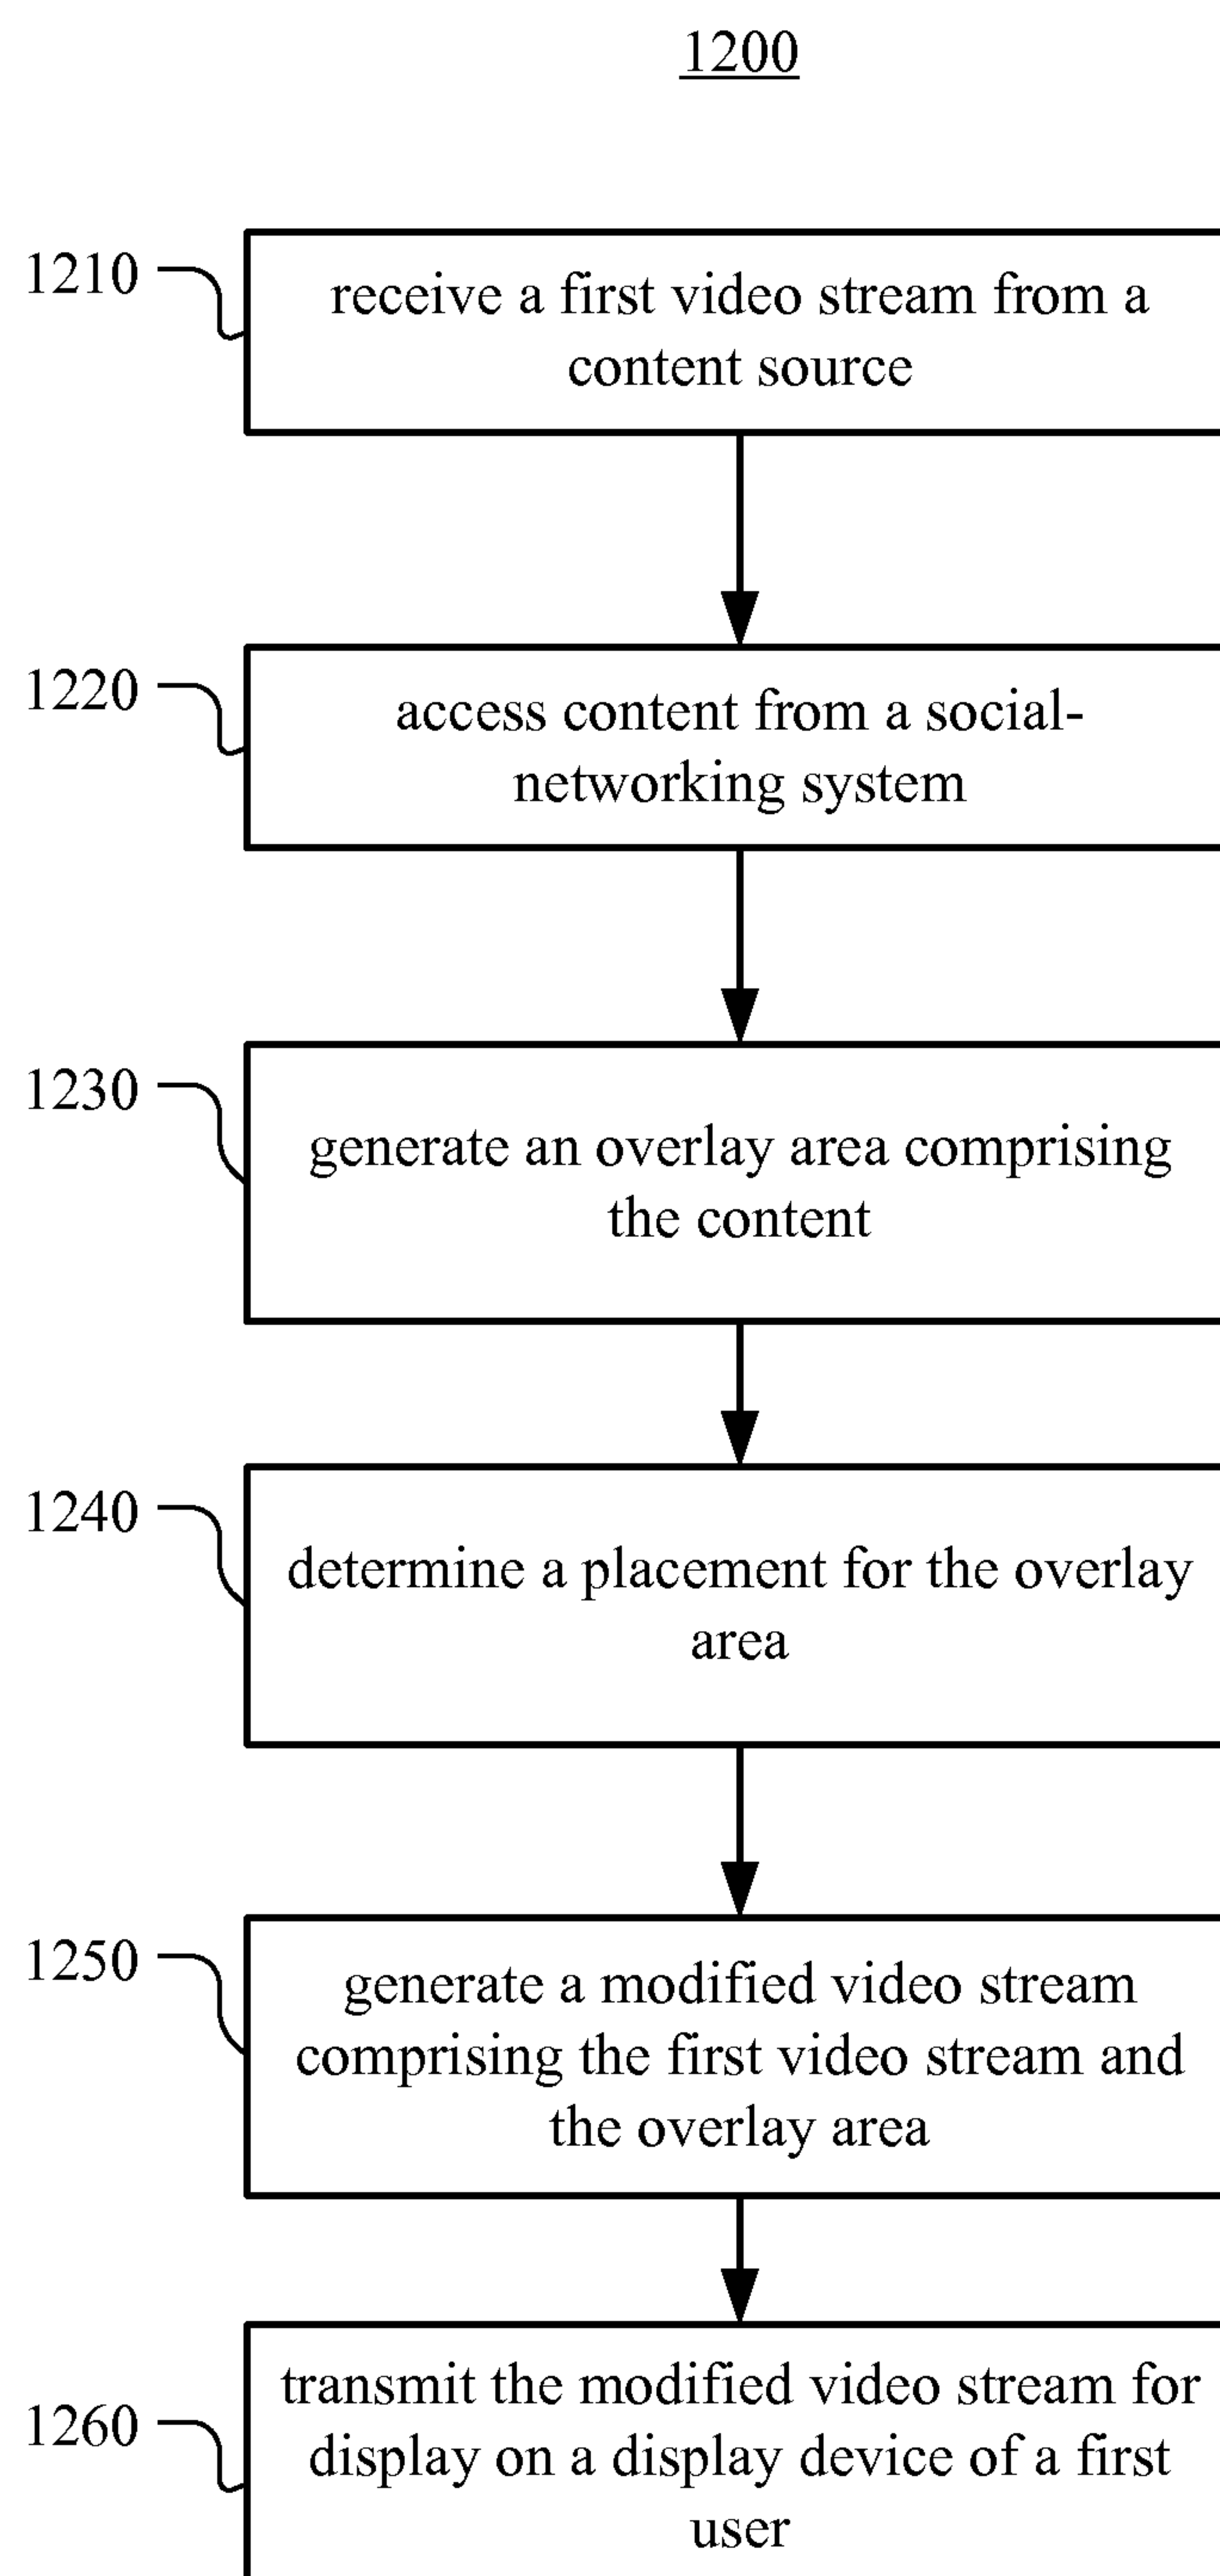 1200
1210
receive a first video stream from a
content source
1220
access content from a social-
networking system
1230
generate an overlay area comprising
the content
1240
determine a placement for the overlay
area
1250
generate a modified video stream
comprising the first video stream and
the overlay area
1260
transmit the modified video stream for
display on a display device of a first
user